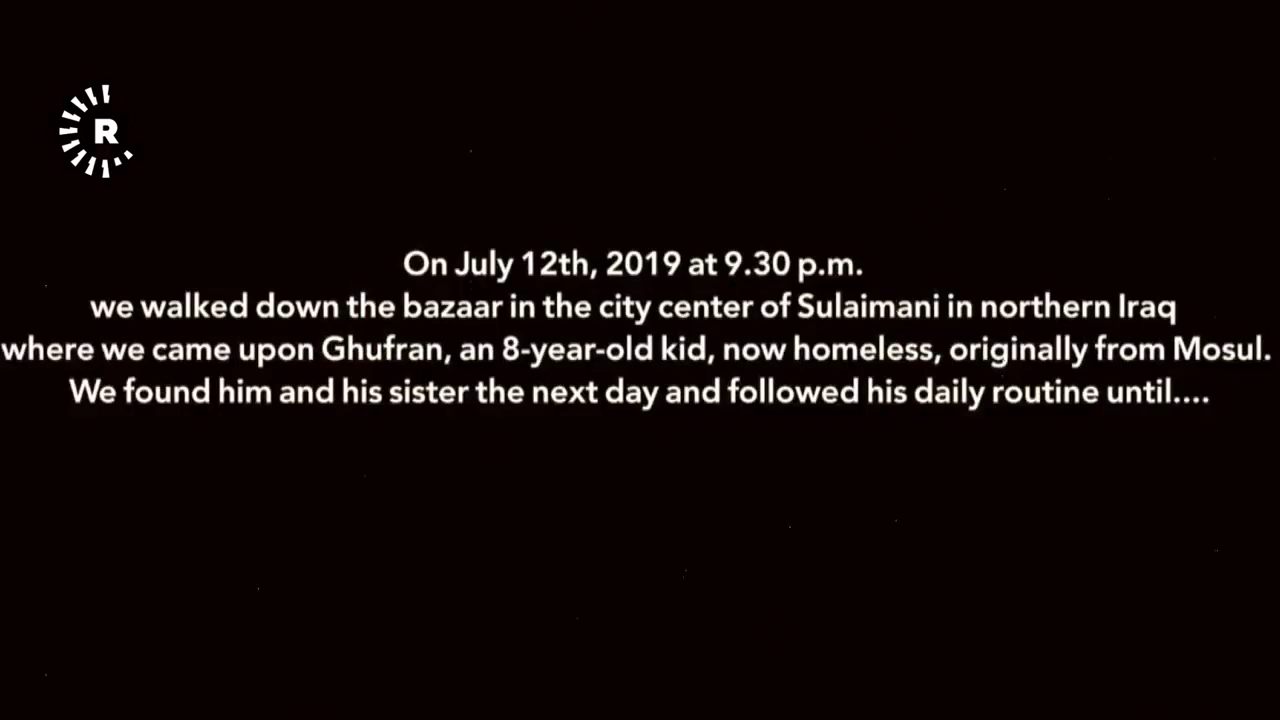 R
On July 12th, 2019 at 9.30 p.m.
we walked down the bazaar in the city center of Sulaimani in northern Iraq
where we came upon Ghufran, an 8-year-old kid, now homeless, originally from Mosul.
We found him and his sister the next day and followed his daily routine until....